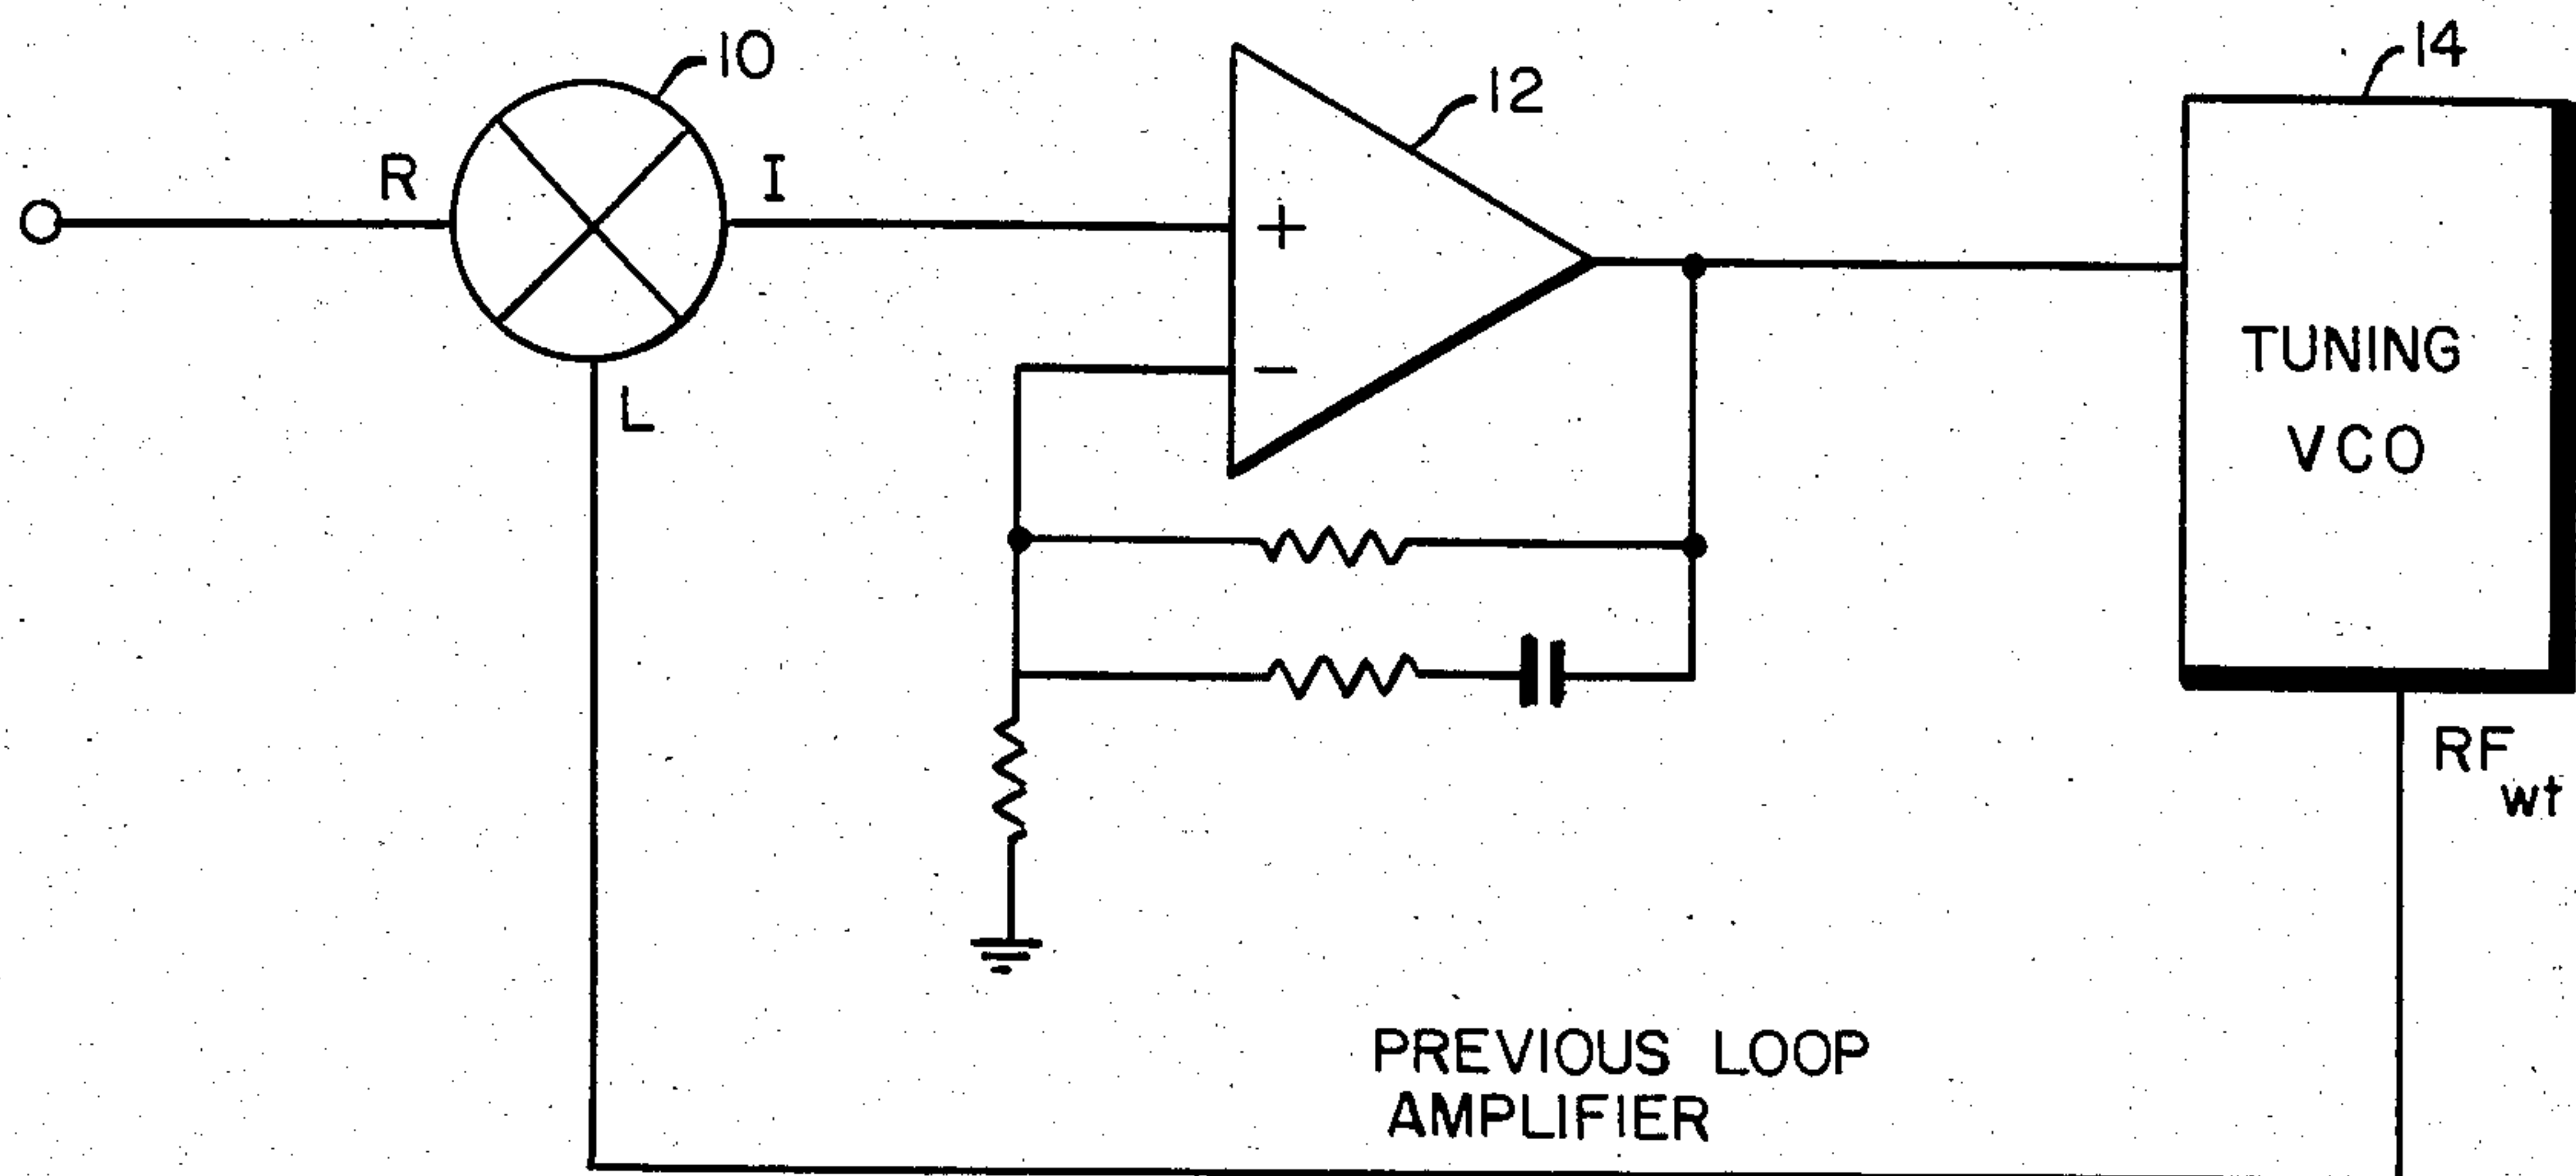 10
12
14
R
I
L
+
−
TUNING
VCO
RF
wt
PREVIOUS LOOP
AMPLIFIER